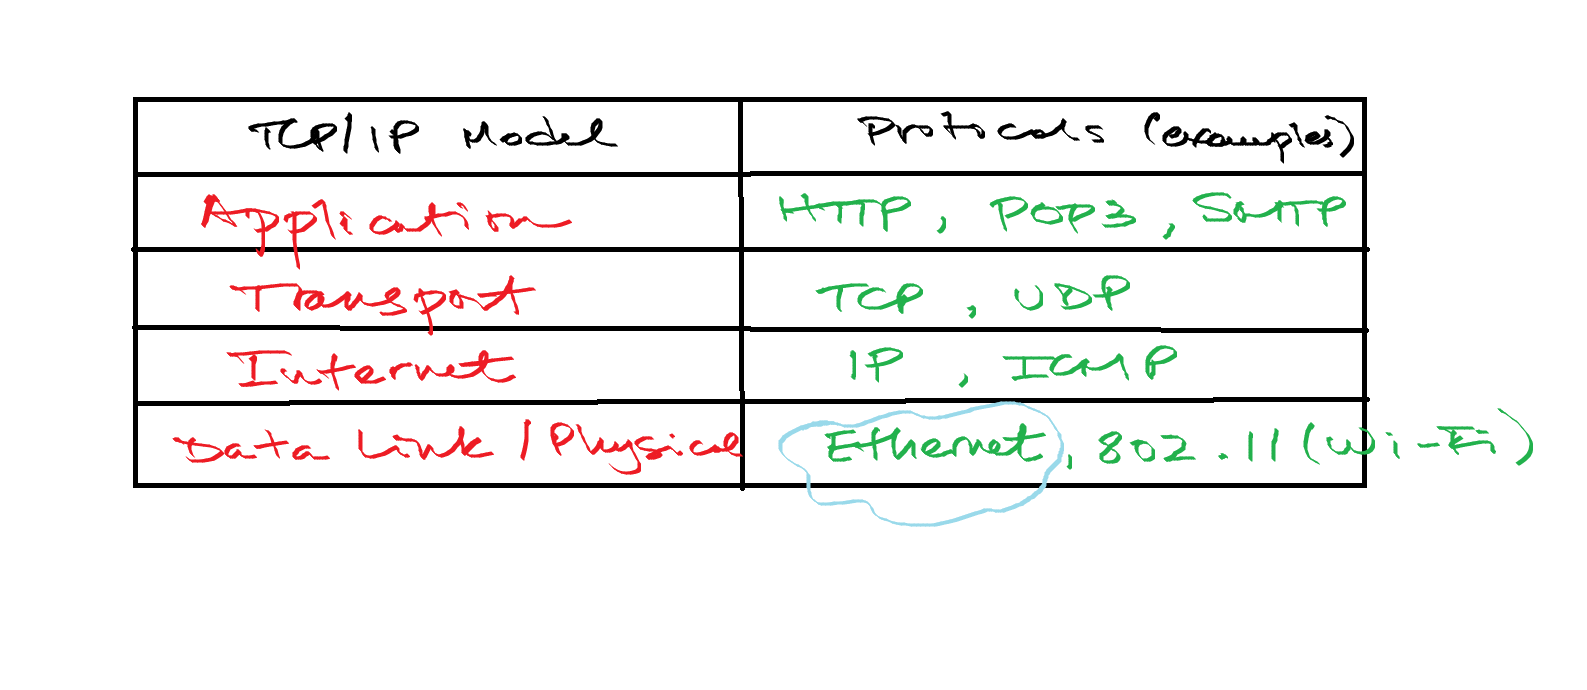 TCP/IP Model Protocols (examples)
Application HTTP, POP3, SMTP
Transport TCP, UDP
Internet IP, ICMP
Data Link / Physical Ethernet, 802.11 (Wi-Fi)